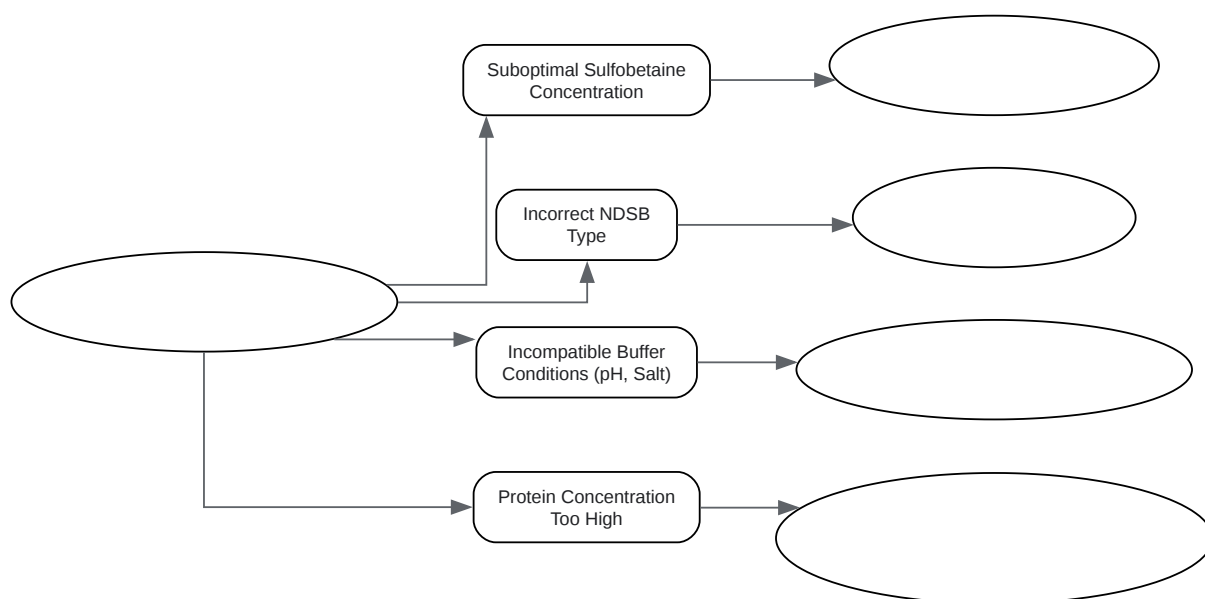 Suboptimal Sulfobetaine
Concentration
Incorrect NDSB
Type
Incompatible Buffer
Conditions (pH, Salt)
Protein Concentration
Too High